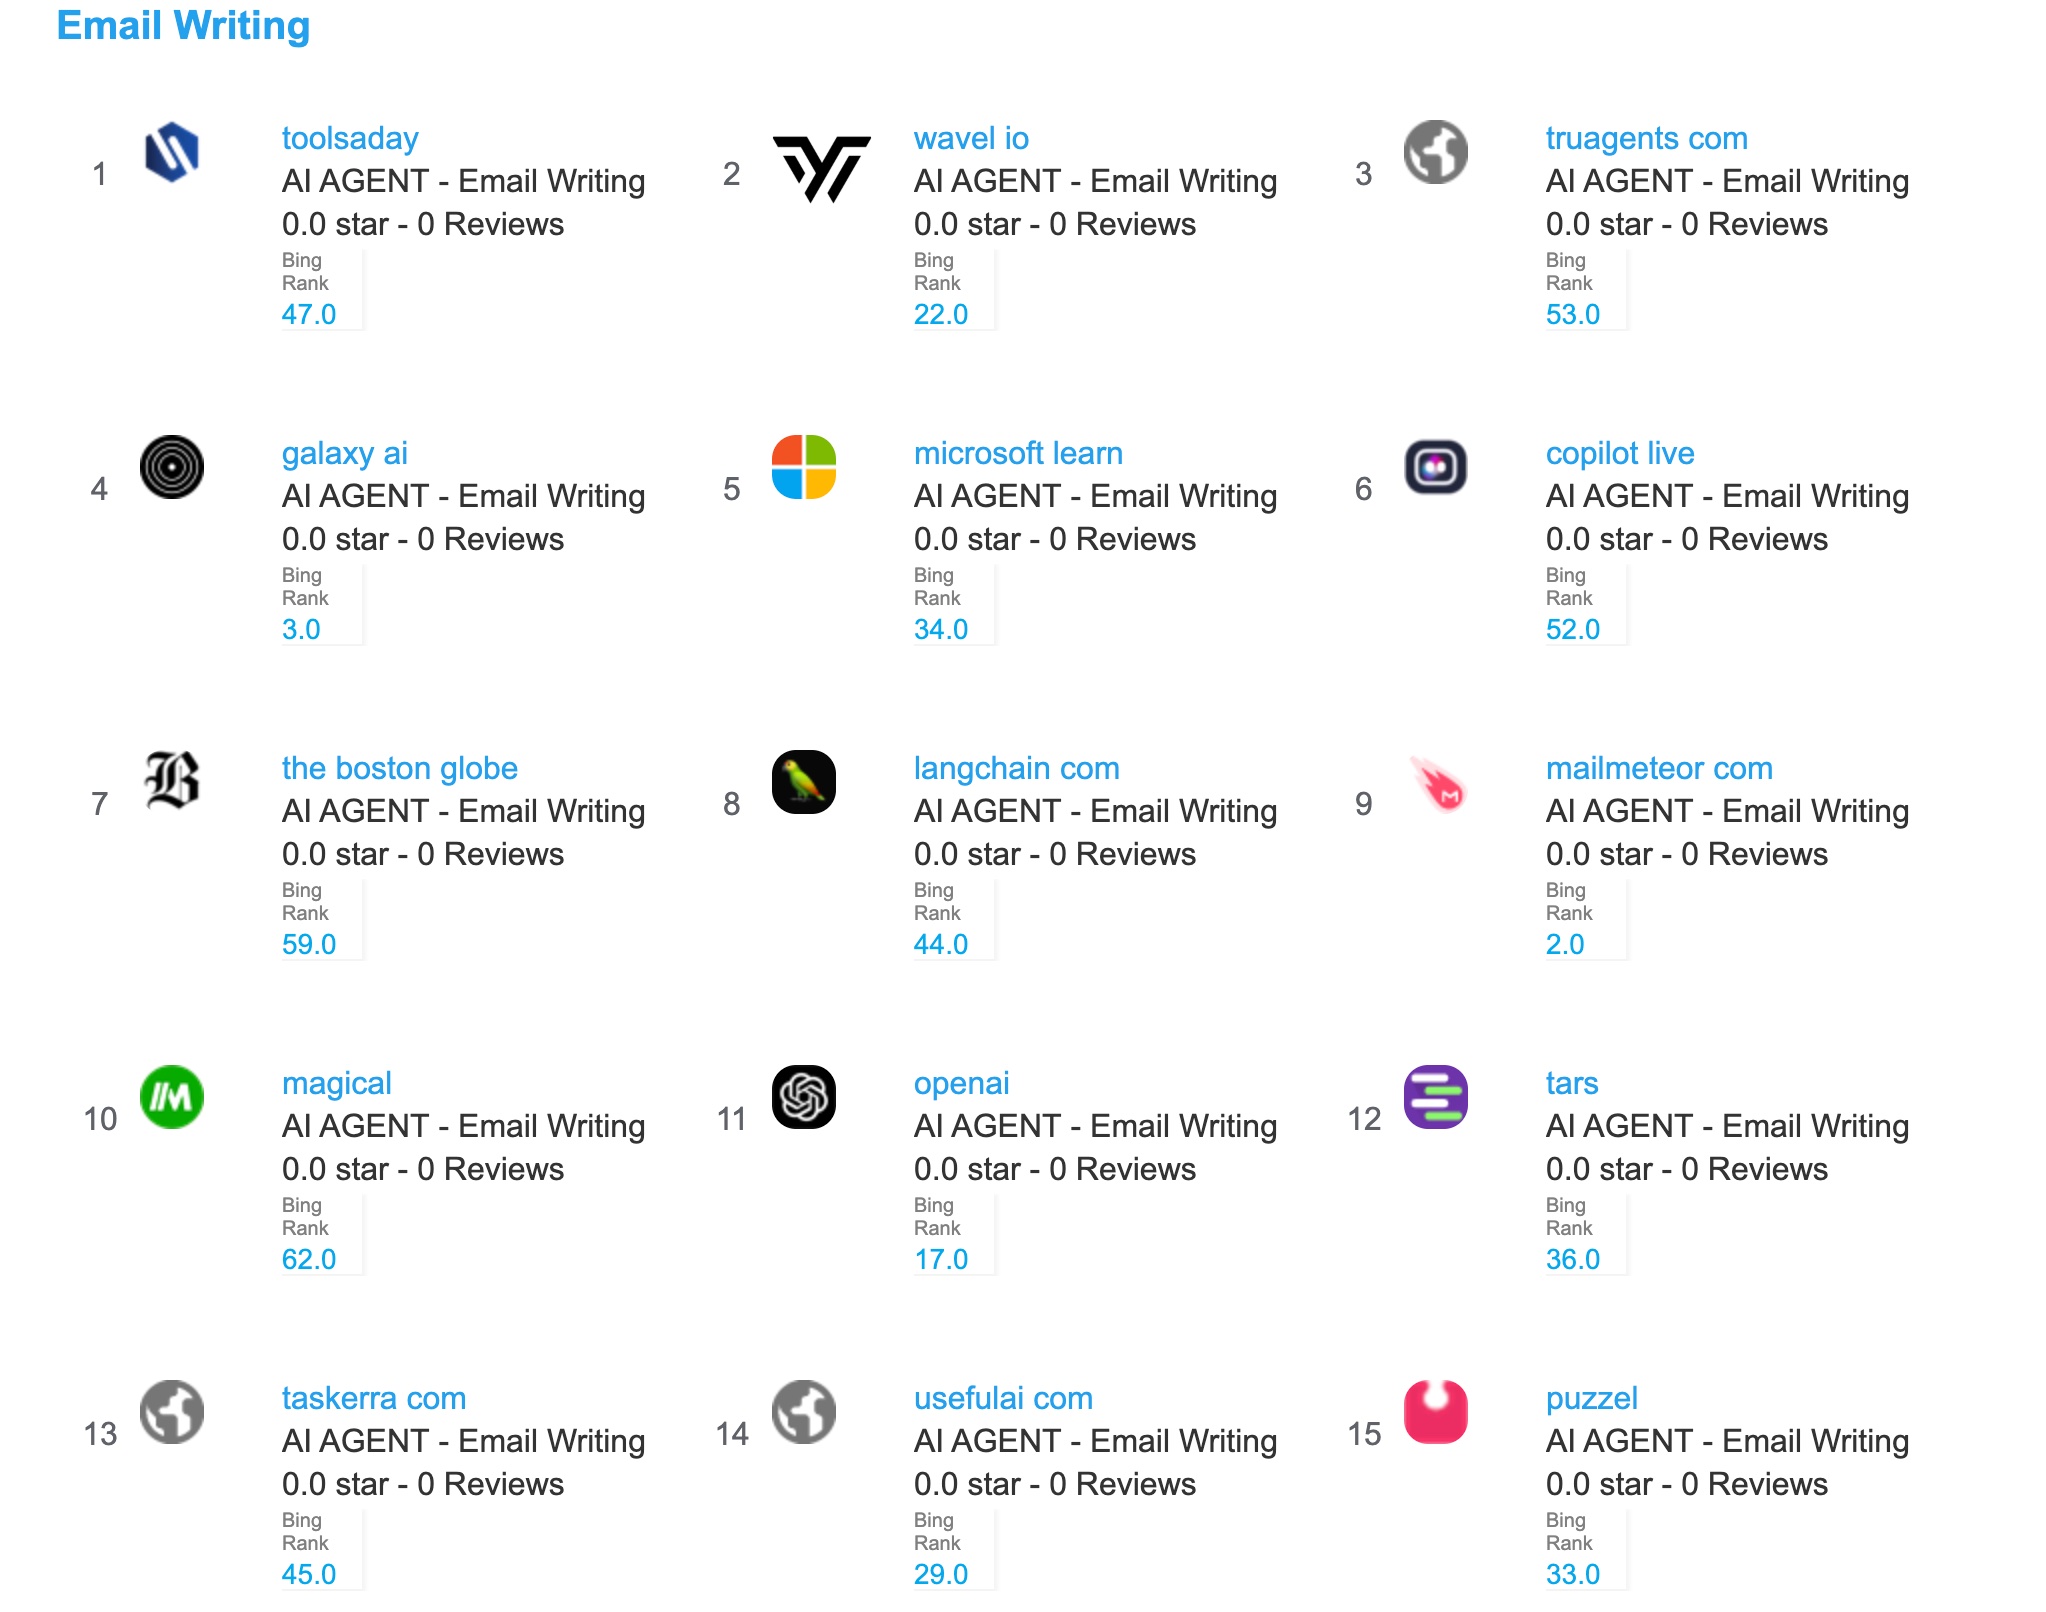 Email Writing
1
toolsaday
AI AGENT - Email Writing
0.0 star - 0 Reviews
Bing
Rank
47.0
2
wavel io
AI AGENT - Email Writing
0.0 star - 0 Reviews
Bing
Rank
22.0
3
truagents com
AI AGENT - Email Writing
0.0 star - 0 Reviews
Bing
Rank
53.0
4
galaxy ai
AI AGENT - Email Writing
0.0 star - 0 Reviews
Bing
Rank
3.0
5
microsoft learn
AI AGENT - Email Writing
0.0 star - 0 Reviews
Bing
Rank
34.0
6
copilot live
AI AGENT - Email Writing
0.0 star - 0 Reviews
Bing
Rank
52.0
7
the boston globe
AI AGENT - Email Writing
0.0 star - 0 Reviews
Bing
Rank
59.0
8
langchain com
AI AGENT - Email Writing
0.0 star - 0 Reviews
Bing
Rank
44.0
9
mailmeteor com
AI AGENT - Email Writing
0.0 star - 0 Reviews
Bing
Rank
2.0
10
magical
AI AGENT - Email Writing
0.0 star - 0 Reviews
Bing
Rank
62.0
11
openai
AI AGENT - Email Writing
0.0 star - 0 Reviews
Bing
Rank
17.0
12
tars
AI AGENT - Email Writing
0.0 star - 0 Reviews
Bing
Rank
36.0
13
taskerra com
AI AGENT - Email Writing
0.0 star - 0 Reviews
Bing
Rank
45.0
14
usefulai com
AI AGENT - Email Writing
0.0 star - 0 Reviews
Bing
Rank
29.0
15
puzzel
AI AGENT - Email Writing
0.0 star - 0 Reviews
Bing
Rank
33.0